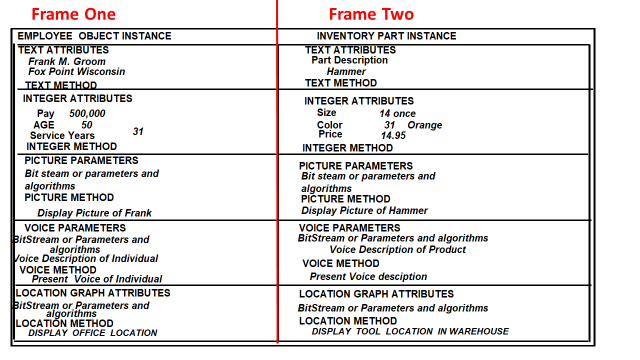 Frame One
Frame Two
EMPLOYEE OBJECT INSTANCE
TEXT ATTRIBUTES
Frank M. Groom
Fox Point Wisconsin
TEXT METHOD
INTEGER ATTRIBUTES
Pay 500,000
AGE 50
Service Years 31
INTEGER METHOD
PICTURE PARAMETERS
Bit steam or parameters and
algorithms
PICTURE METHOD
Display Picture of Frank
VOICE PARAMETERS
BitStream or Parameters and
algorithms
Voice Description of Individual
VOICE METHOD
Present Voice of Individual
LOCATION GRAPH ATTRIBUTES
BitStream or Parameters and
algorithms
LOCATION METHOD
DISPLAY OFFICE LOCATION
INVENTORY PART INSTANCE
TEXT ATTRIBUTES
Part Description
Hammer
TEXT METHOD
INTEGER ATTRIBUTES
Size 14 once
Color 31 Orange
Price 14.95
INTEGER METHOD
PICTURE PARAMETERS
Bit steam or parameters and
algorithms
PICTURE METHOD
Display Picture of Hammer
VOICE PARAMETERS
BitStream or Parameters and algorithms
Voice Description of Product
VOICE METHOD
Present Voice desciption
LOCATION GRAPH ATTRIBUTES
BitStream or Parameters and algorithms
LOCATION METHOD
DISPLAY TOOL LOCATION IN WAREHOUSE